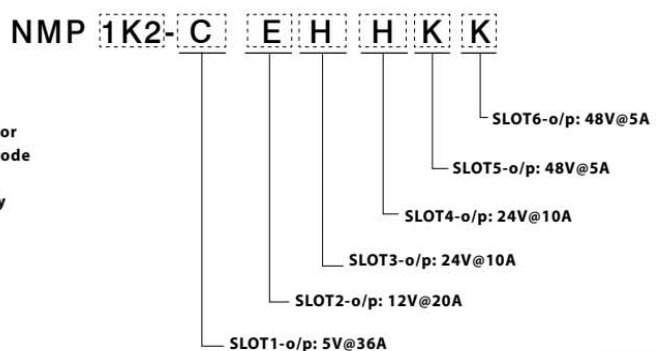 NMP 1K2-C E H H K K
or
ode
y
SLOT6-o/p: 48V@5A
SLOT5-o/p: 48V@5A
SLOT4-o/p: 24V@10A
SLOT3-o/p: 24V@10A
SLOT2-o/p: 12V@20A
SLOT1-o/p: 5V@36A